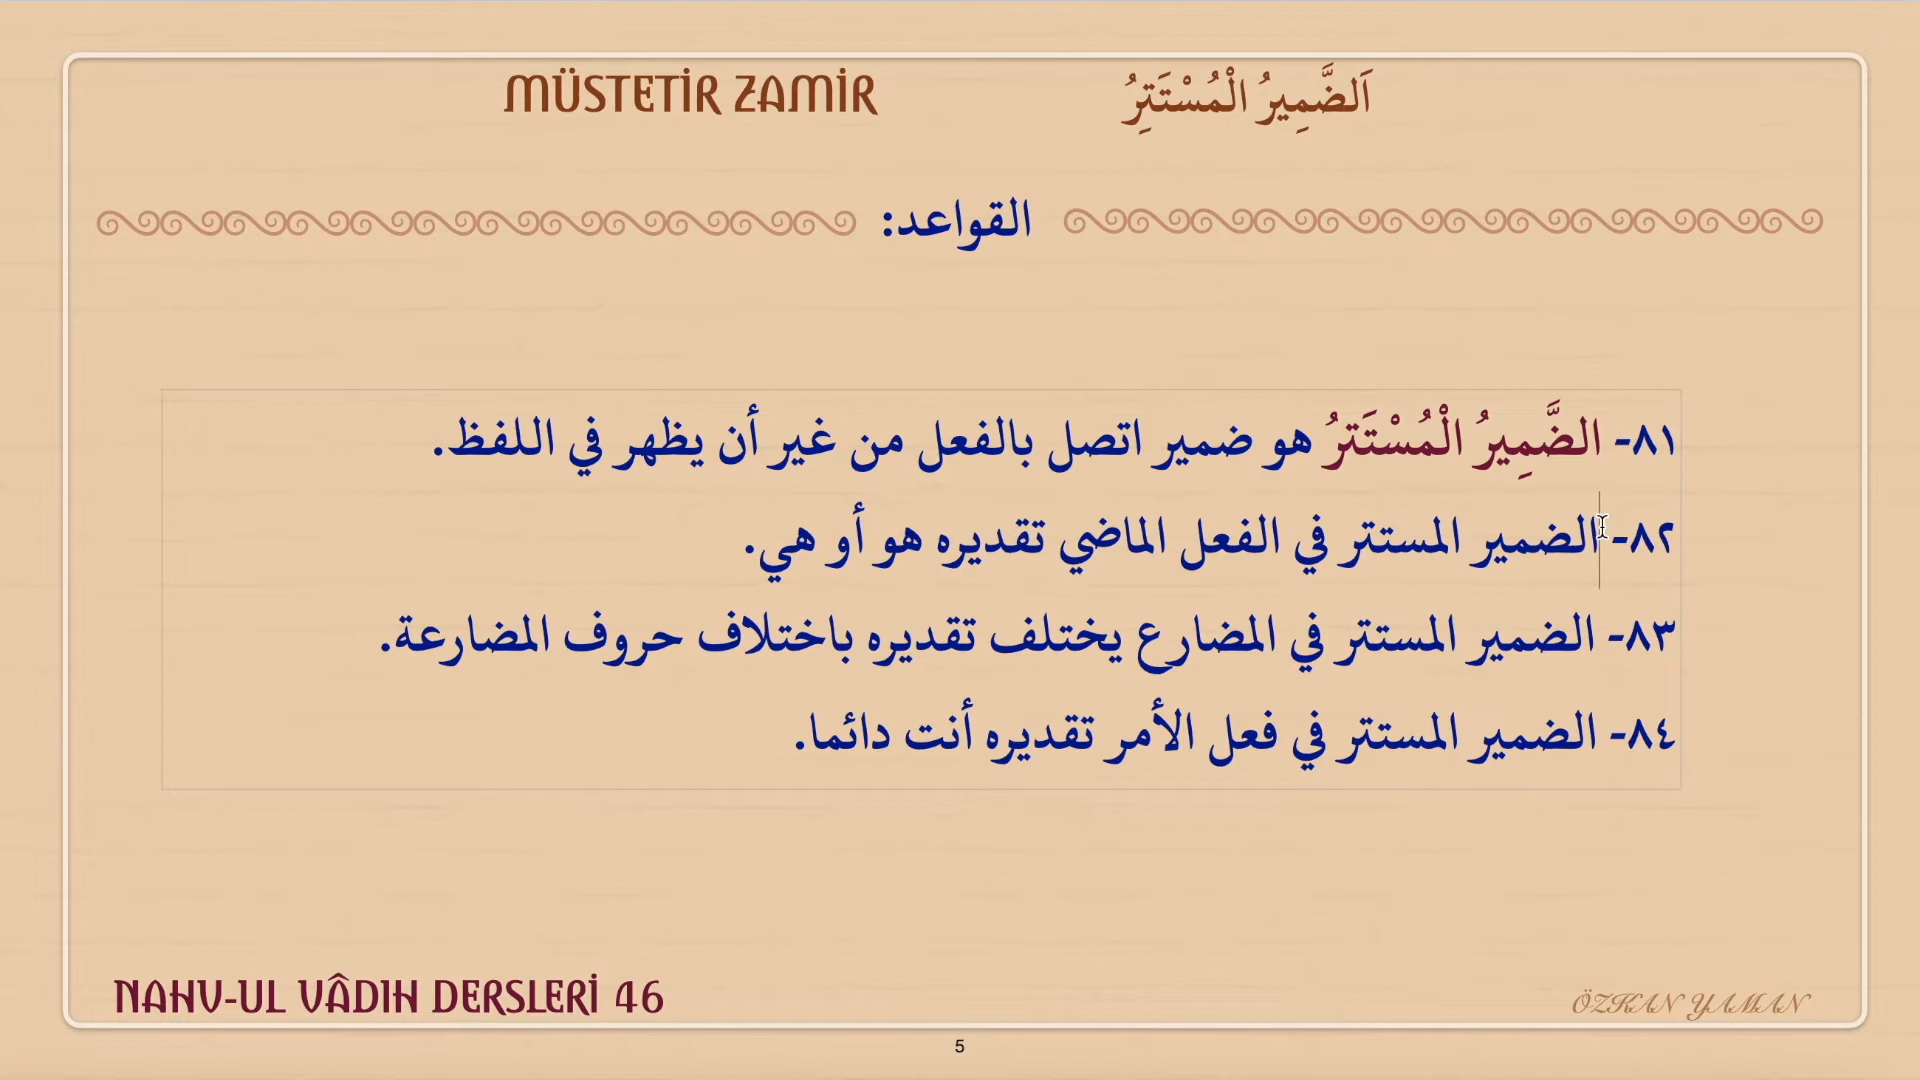 MÜSTETİR ZAMİR
اَلضَّمِيرُ الْمُسْتَتِرُ
القواعد:
٨١- الضَّمِيرُ الْمُسْتَترُ هو ضمير اتصل بالفعل من غير أن يظهر في اللفظ.
٨٢- الضمير المستتر في الفعل الماضي تقديره هو أو هي.
٨٣- الضمير المستتر في المضارع يختلف تقديره باختلاف حروف المضارعة.
٨٤- الضمير المستتر في فعل الأمر تقديره أنت دائما.
NAHV-UL VÂDIH DERSLERİ 46
ÖZKAN YAMAN
5